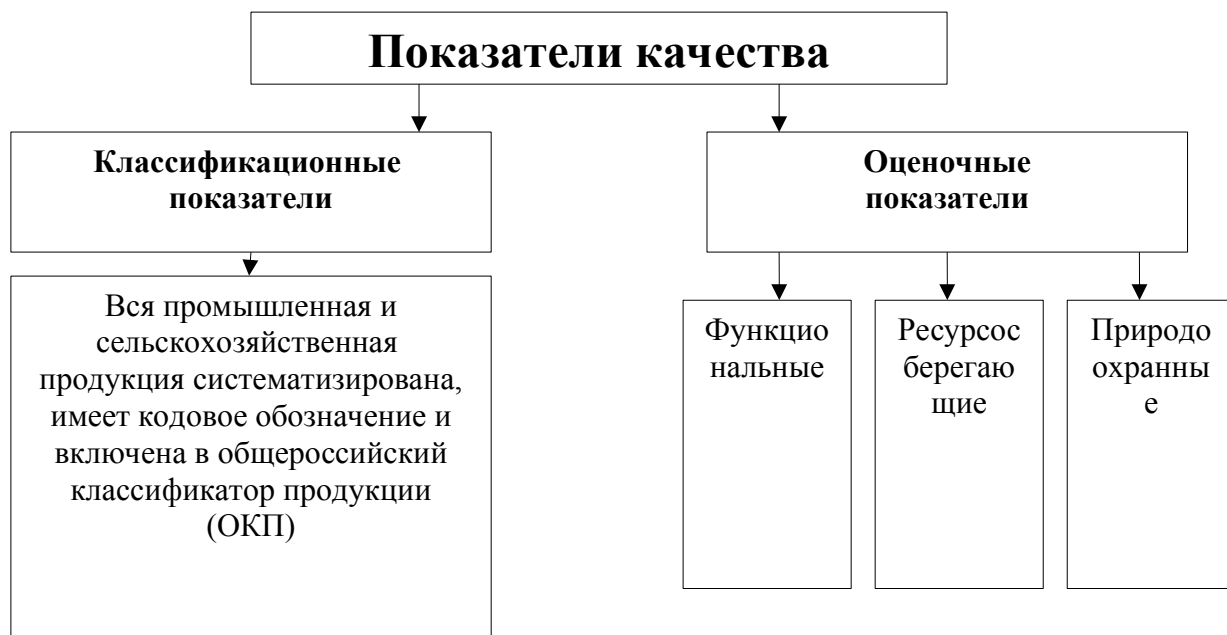 Показатели качества
Классификационные
показатели
Оценочные
показатели
Вся промышленная и
сельскохозяйственная
продукция систематизирована,
имеет кодовое обозначение и
включена в общероссийский
классификатор продукции
(ОКП)
Функцио
нальные
Ресурсос
берегаю
щие
Природо
охранны
е